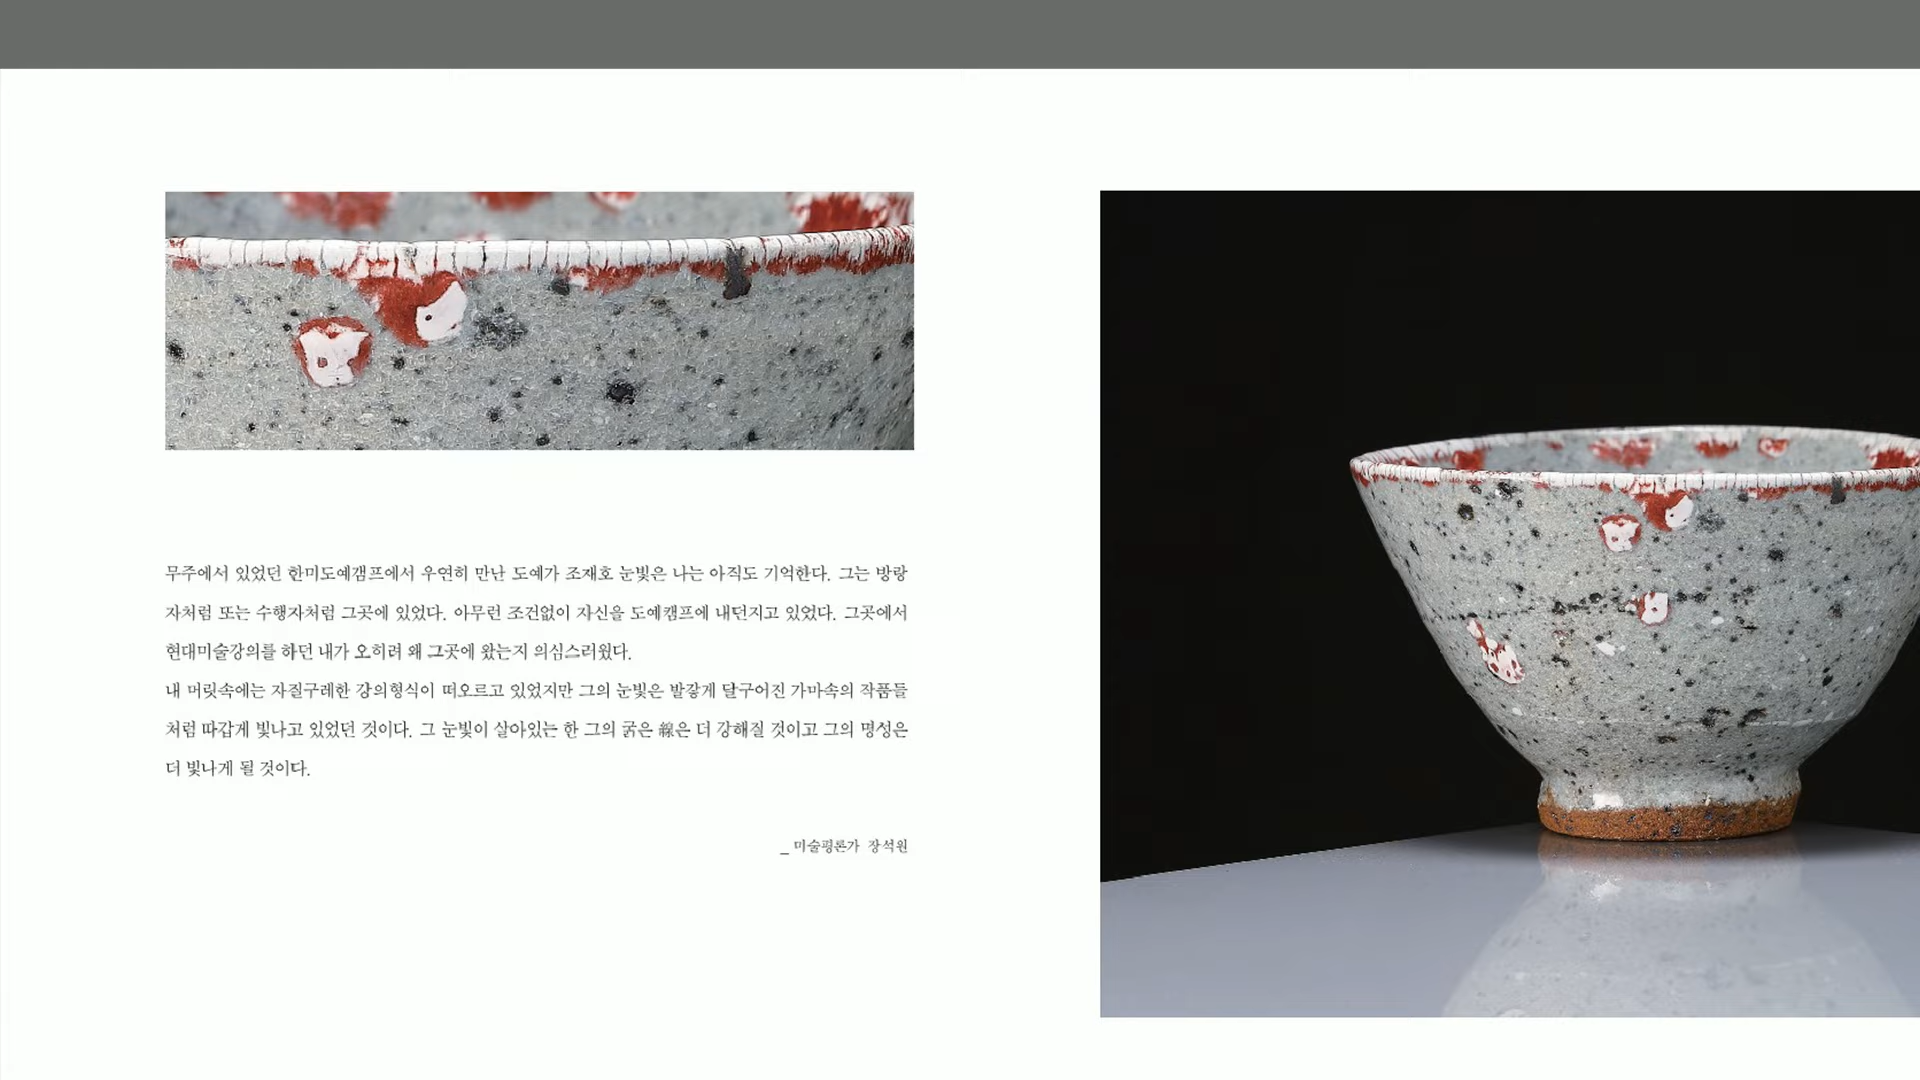 무주에서 있었던 한미도예캠프에서 우연히 만난 도예가 조재호 눈빛은 나는 아직도 기억한다. 그는 방랑
자처럼 또는 수행자처럼 그곳에 있었다. 아무런 조건없이 자신을 도예캠프에 내던지고 있었다. 그곳에서
현대미술강의를 하던 내가 오히려 왜 그곳에 왔는지 의심스러웠다.
내 머릿속에는 자질구레한 강의형식이 떠오르고 있었지만 그의 눈빛은 발갛게 달구어진 가마속의 작품들
처럼 따갑게 빛나고 있었던 것이다. 그 눈빛이 살아있는 한 그의 굵은 線은 더 강해질 것이고 그의 명성은
더 빛나게 될 것이다.
_ 미술평론가 장석원